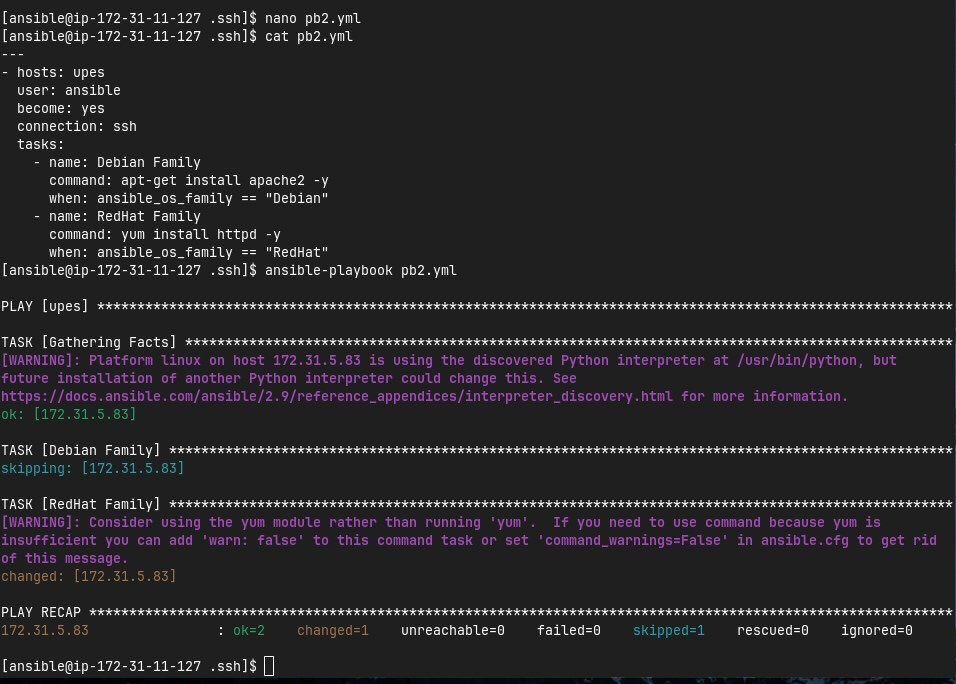 [ansible@ip-172-31-11-127 .ssh]$ nano pb2.yml
[ansible@ip-172-31-11-127 .ssh]$ cat pb2.yml
---
- hosts: upes
  user: ansible
  become: yes
  connection: ssh
  tasks:
    - name: Debian Family
      command: apt-get install apache2 -y
      when: ansible_os_family == "Debian"
    - name: RedHat Family
      command: yum install httpd -y
      when: ansible_os_family == "RedHat"
[ansible@ip-172-31-11-127 .ssh]$ ansible-playbook pb2.yml
PLAY [upes] ***********************************************************************************************************
TASK [Gathering Facts] ************************************************************************************************
[WARNING]: Platform linux on host 172.31.5.83 is using the discovered Python interpreter at /usr/bin/python, but
future installation of another Python interpreter could change this. See
https://docs.ansible.com/ansible/2.9/reference_appendices/interpreter_discovery.html for more information.
ok: [172.31.5.83]
TASK [Debian Family] **************************************************************************************************
skipping: [172.31.5.83]
TASK [RedHat Family] **************************************************************************************************
[WARNING]: Consider using the yum module rather than running 'yum'.  If you need to use command because yum is
insufficient you can add 'warn: false' to this command task or set 'command_warnings=False' in ansible.cfg to get rid
of this message.
changed: [172.31.5.83]
PLAY RECAP ************************************************************************************************************
172.31.5.83                : ok=2    changed=1    unreachable=0    failed=0    skipped=1    rescued=0    ignored=0
[ansible@ip-172-31-11-127 .ssh]$